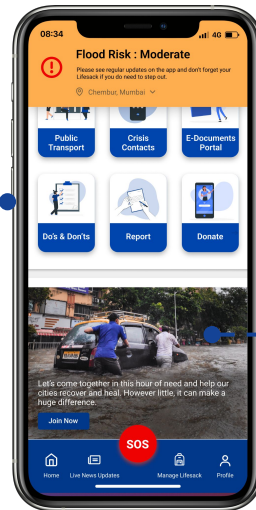 08:34
4G
Flood Risk : Moderate
Please see regular updates on the app and don't forget your
Lifesack if you do need to step out.
Chembur, Mumbai
Public
Transport
Crisis
Contacts
E-Documents
Portal
Do's & Don'ts
Report
Donate
Let's come together in this hour of need and help our
cities recover and heal. However little, it can make a
huge difference.
Join Now
SOS
Home
Live News Updates
Manage Lifesack
Profile